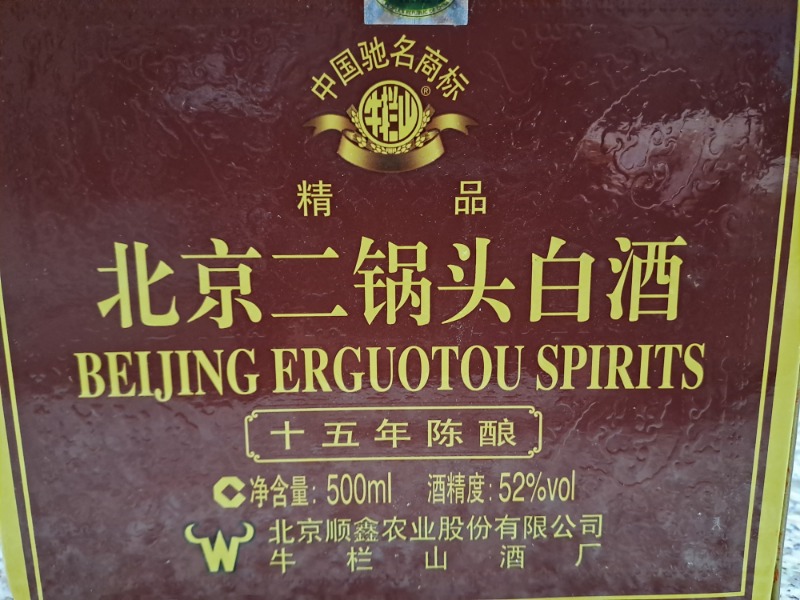 中国驰名商标
牛栏山®
精品
北京二锅头白酒
BEIJING ERGUOTOU SPIRITS
十五年陈酿
C净含量: 500ml 酒精度: 52%vol
W 北京顺鑫农业股份有限公司
牛栏山酒厂